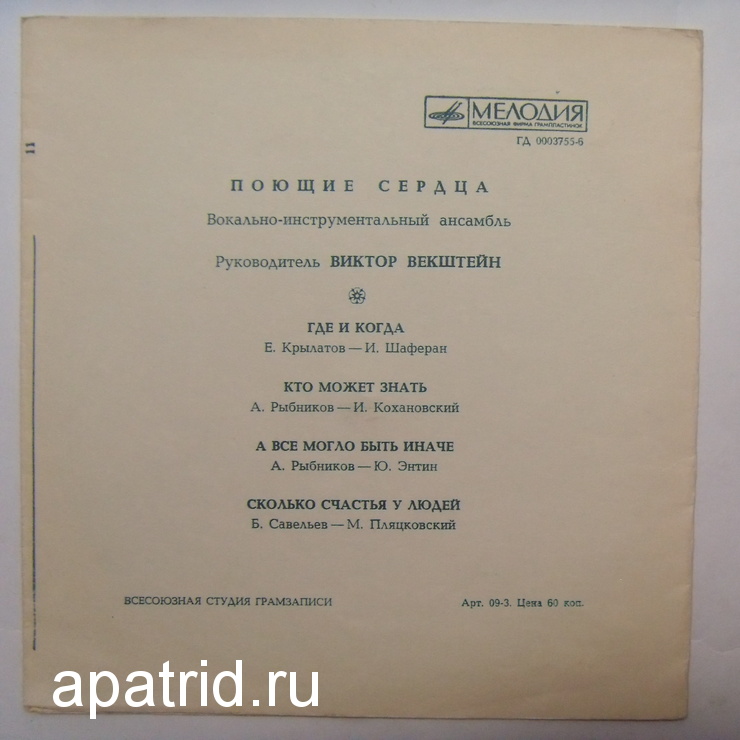 МЕЛОДИЯ
ВСЕСОЮЗНАЯ ФИРМА ГРАМПЛАСТИНОК
ГД 0003755-6
11
ПОЮЩИЕ СЕРДЦА
Вокально-инструментальный ансамбль
Руководитель ВИКТОР ВЕКШТЕЙН
ГДЕ И КОГДА
Е. Крылатов — И. Шаферан
КТО МОЖЕТ ЗНАТЬ
А. Рыбников — И. Кохановский
А ВСЕ МОГЛО БЫТЬ ИНАЧЕ
А. Рыбников — Ю. Энтин
СКОЛЬКО СЧАСТЬЯ У ЛЮДЕЙ
Б. Савельев — М. Пляцковский
ВСЕСОЮЗНАЯ СТУДИЯ ГРАМЗАПИСИ Арт. 09-3. Цена 60 коп.
apatrid.ru